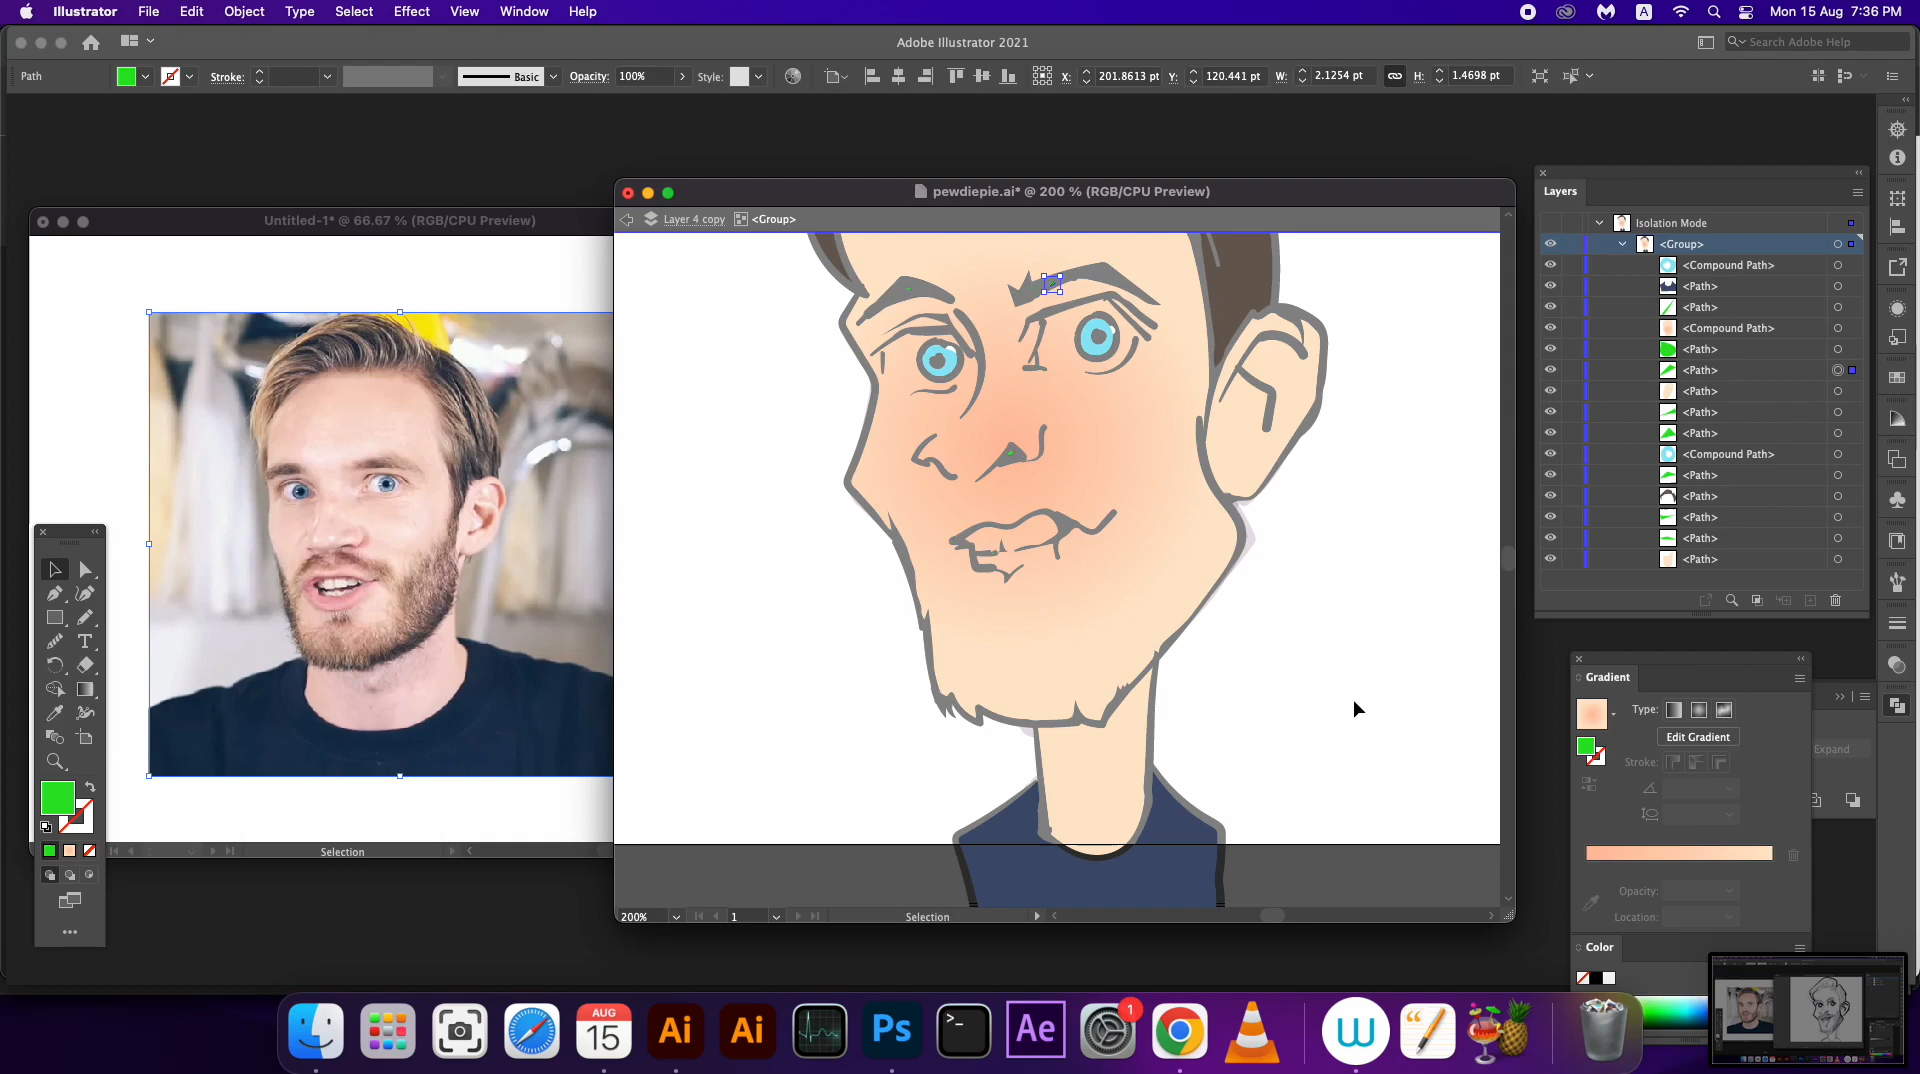 Illustrator File Edit Object Type Select Effect View Window Help A Mon 15 Aug 7:36 PM
Adobe Illustrator 2021 Search Adobe Help
Path Stroke: Basic Opacity: 100% Style: X: 201.8613 pt Y: 120.441 pt W: 2.1254 pt H: 1.4698 pt
pewdiepie.ai* @ 200 % (RGB/CPU Preview)
Layers
Untitled-1* @ 66.67 % (RGB/CPU Preview)
Layer 4 copy <Group>
Isolation Mode
<Group>
<Compound Path>
<Path>
<Path>
<Compound Path>
<Path>
<Path>
<Path>
<Path>
<Path>
<Compound Path>
<Path>
<Path>
<Path>
<Path>
<Path>
Gradient
Type:
Edit Gradient
Expand
Stroke:
T
1
Selection
Opacity:
Location:
200% 1 Selection
Color
AUG
15
Ai
Ai
Ps
>_
Ae
1
W